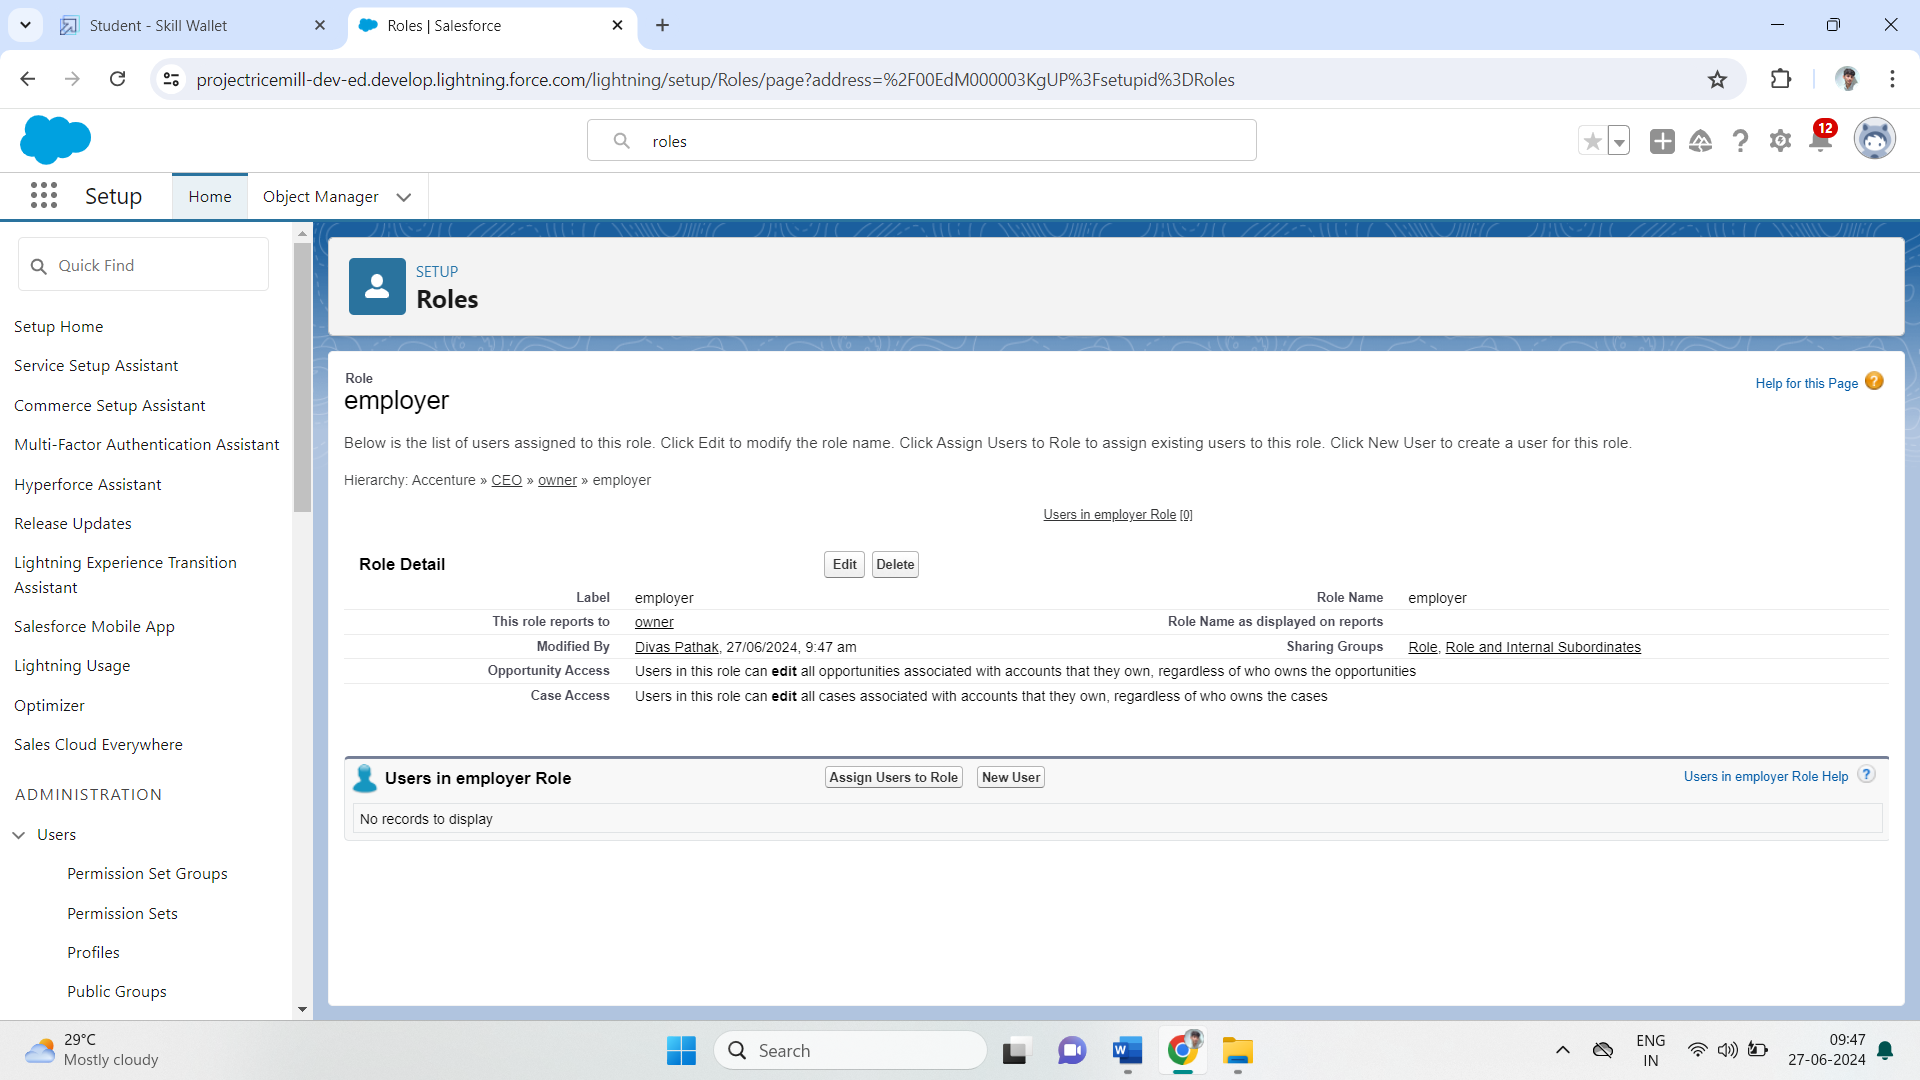 Student - Skill Wallet
Roles | Salesforce
projectricemill-dev-ed.develop.lightning.force.com/lightning/setup/Roles/page?address=%2F00EdM000003KgUP%3Fsetupid%3DRoles
roles
12
Setup
Home
Object Manager
Quick Find
Setup Home
Service Setup Assistant
Commerce Setup Assistant
Multi-Factor Authentication Assistant
Hyperforce Assistant
Release Updates
Lightning Experience Transition
Assistant
Salesforce Mobile App
Lightning Usage
Optimizer
Sales Cloud Everywhere
ADMINISTRATION
Users
Permission Set Groups
Permission Sets
Profiles
Public Groups
SETUP
Roles
Role
employer
Help for this Page ?
Below is the list of users assigned to this role. Click Edit to modify the role name. Click Assign Users to Role to assign existing users to this role. Click New User to create a user for this role.
Hierarchy: Accenture » CEO » owner » employer
Users in employer Role [0]
Role Detail Edit Delete
Label employer Role Name employer
This role reports to owner Role Name as displayed on reports
Modified By Divas Pathak, 27/06/2024, 9:47 am Sharing Groups Role, Role and Internal Subordinates
Opportunity Access Users in this role can edit all opportunities associated with accounts that they own, regardless of who owns the opportunities
Case Access Users in this role can edit all cases associated with accounts that they own, regardless of who owns the cases
Users in employer Role Assign Users to Role New User Users in employer Role Help ?
No records to display
29°C
Mostly cloudy
Search
W
ENG
IN
09:47
27-06-2024